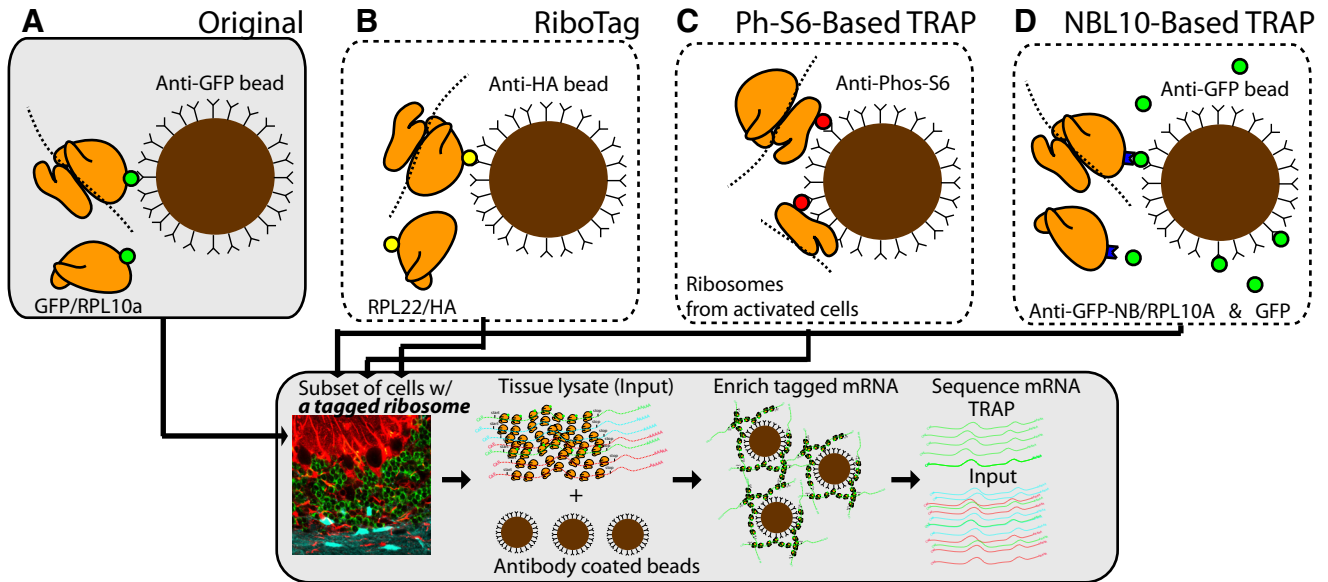 A Original
Anti-GFP bead
GFP/RPL10a
B RiboTag
Anti-HA bead
RPL22/HA
C Ph-S6-Based TRAP
Anti-Phos-S6
Ribosomes
from activated cells
D NBL10-Based TRAP
Anti-GFP bead
Anti-GFP-NB/RPL10A & GFP
Subset of cells w/
a tagged ribosome
Tissue lysate (Input)
+
Antibody coated beads
Enrich tagged mRNA
Sequence mRNA
TRAP
Input